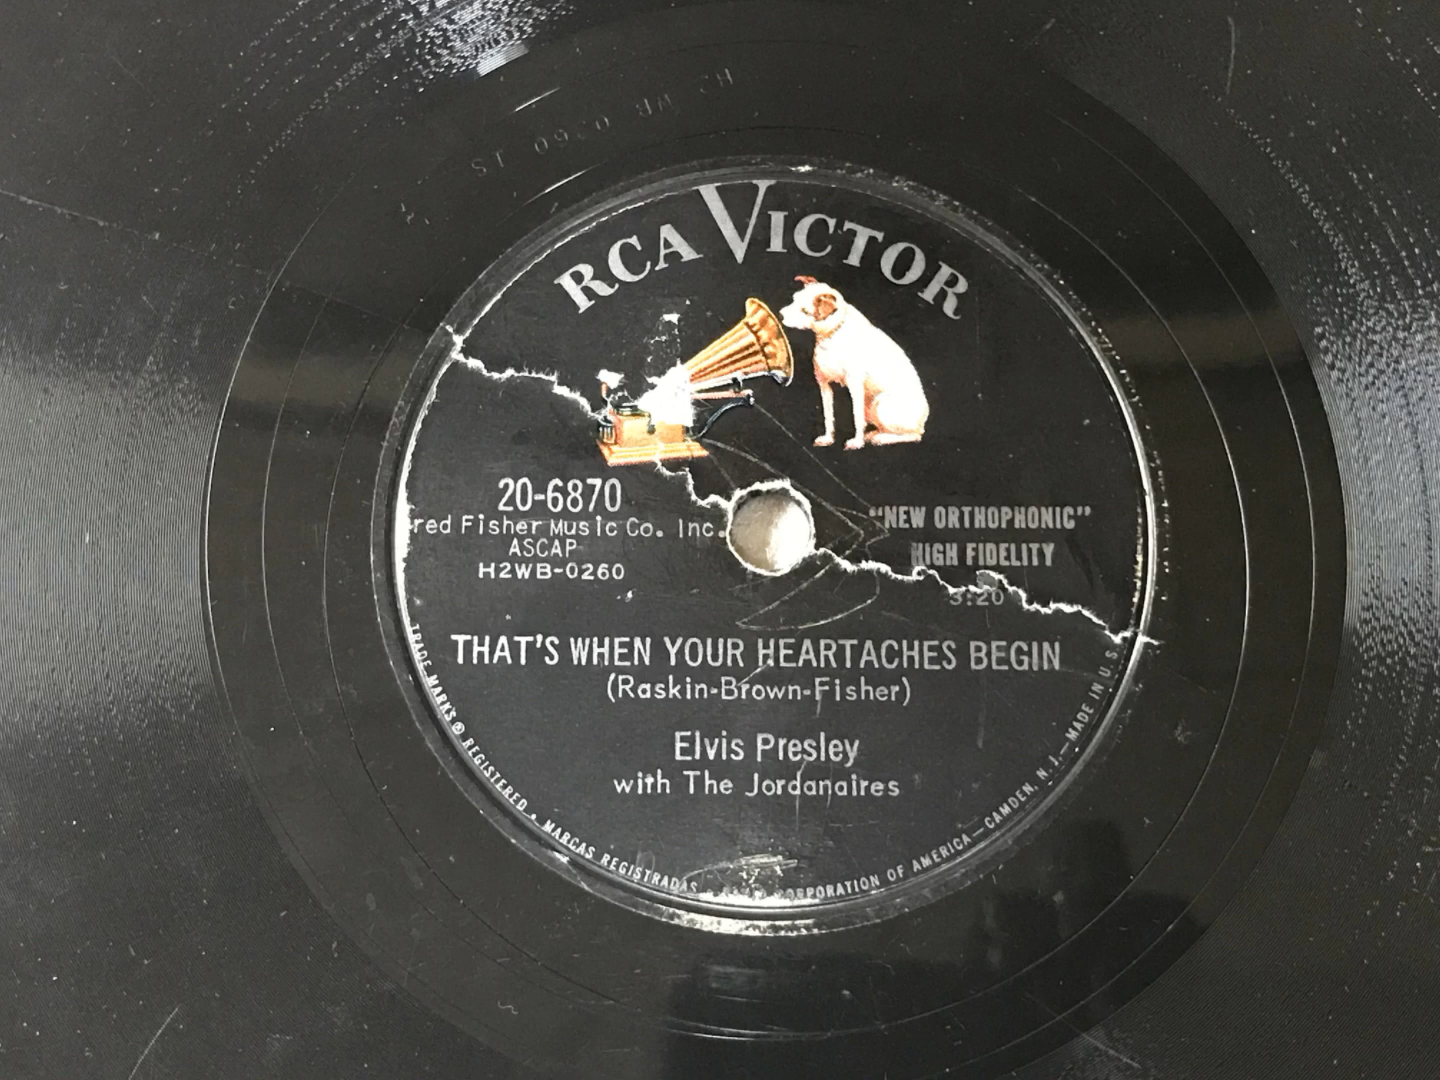 RCA VICTOR
20-6870
red Fisher Music Co. Inc.
ASCAP
H2WB-0260
"NEW ORTHOPHONIC"
HIGH FIDELITY
3:20
THAT'S WHEN YOUR HEARTACHES BEGIN
(Raskin-Brown-Fisher)
Elvis Presley
with The Jordanaires
TRADE MARKS ® REGISTERED • MARCAS REGISTRADAS • CORPORATION OF AMERICA—CAMDEN, N. J.—MADE IN U. S.